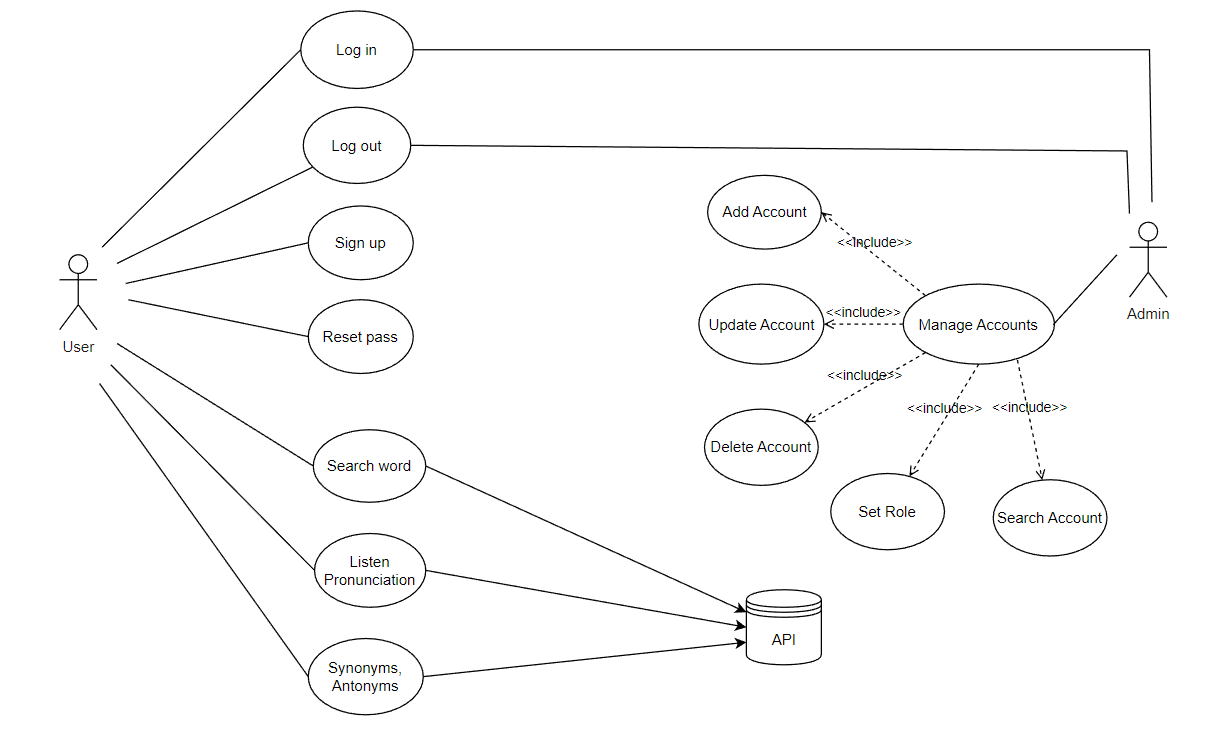 Log in
Log out
Sign up
Reset pass
User
Search word
Listen
Pronunciation
Synonyms,
Antonyms
API
Add Account
<<include>>
Update Account
<<include>>
Manage Accounts
Admin
<<include>>
Delete Account
<<include>>
<<include>>
Set Role
Search Account